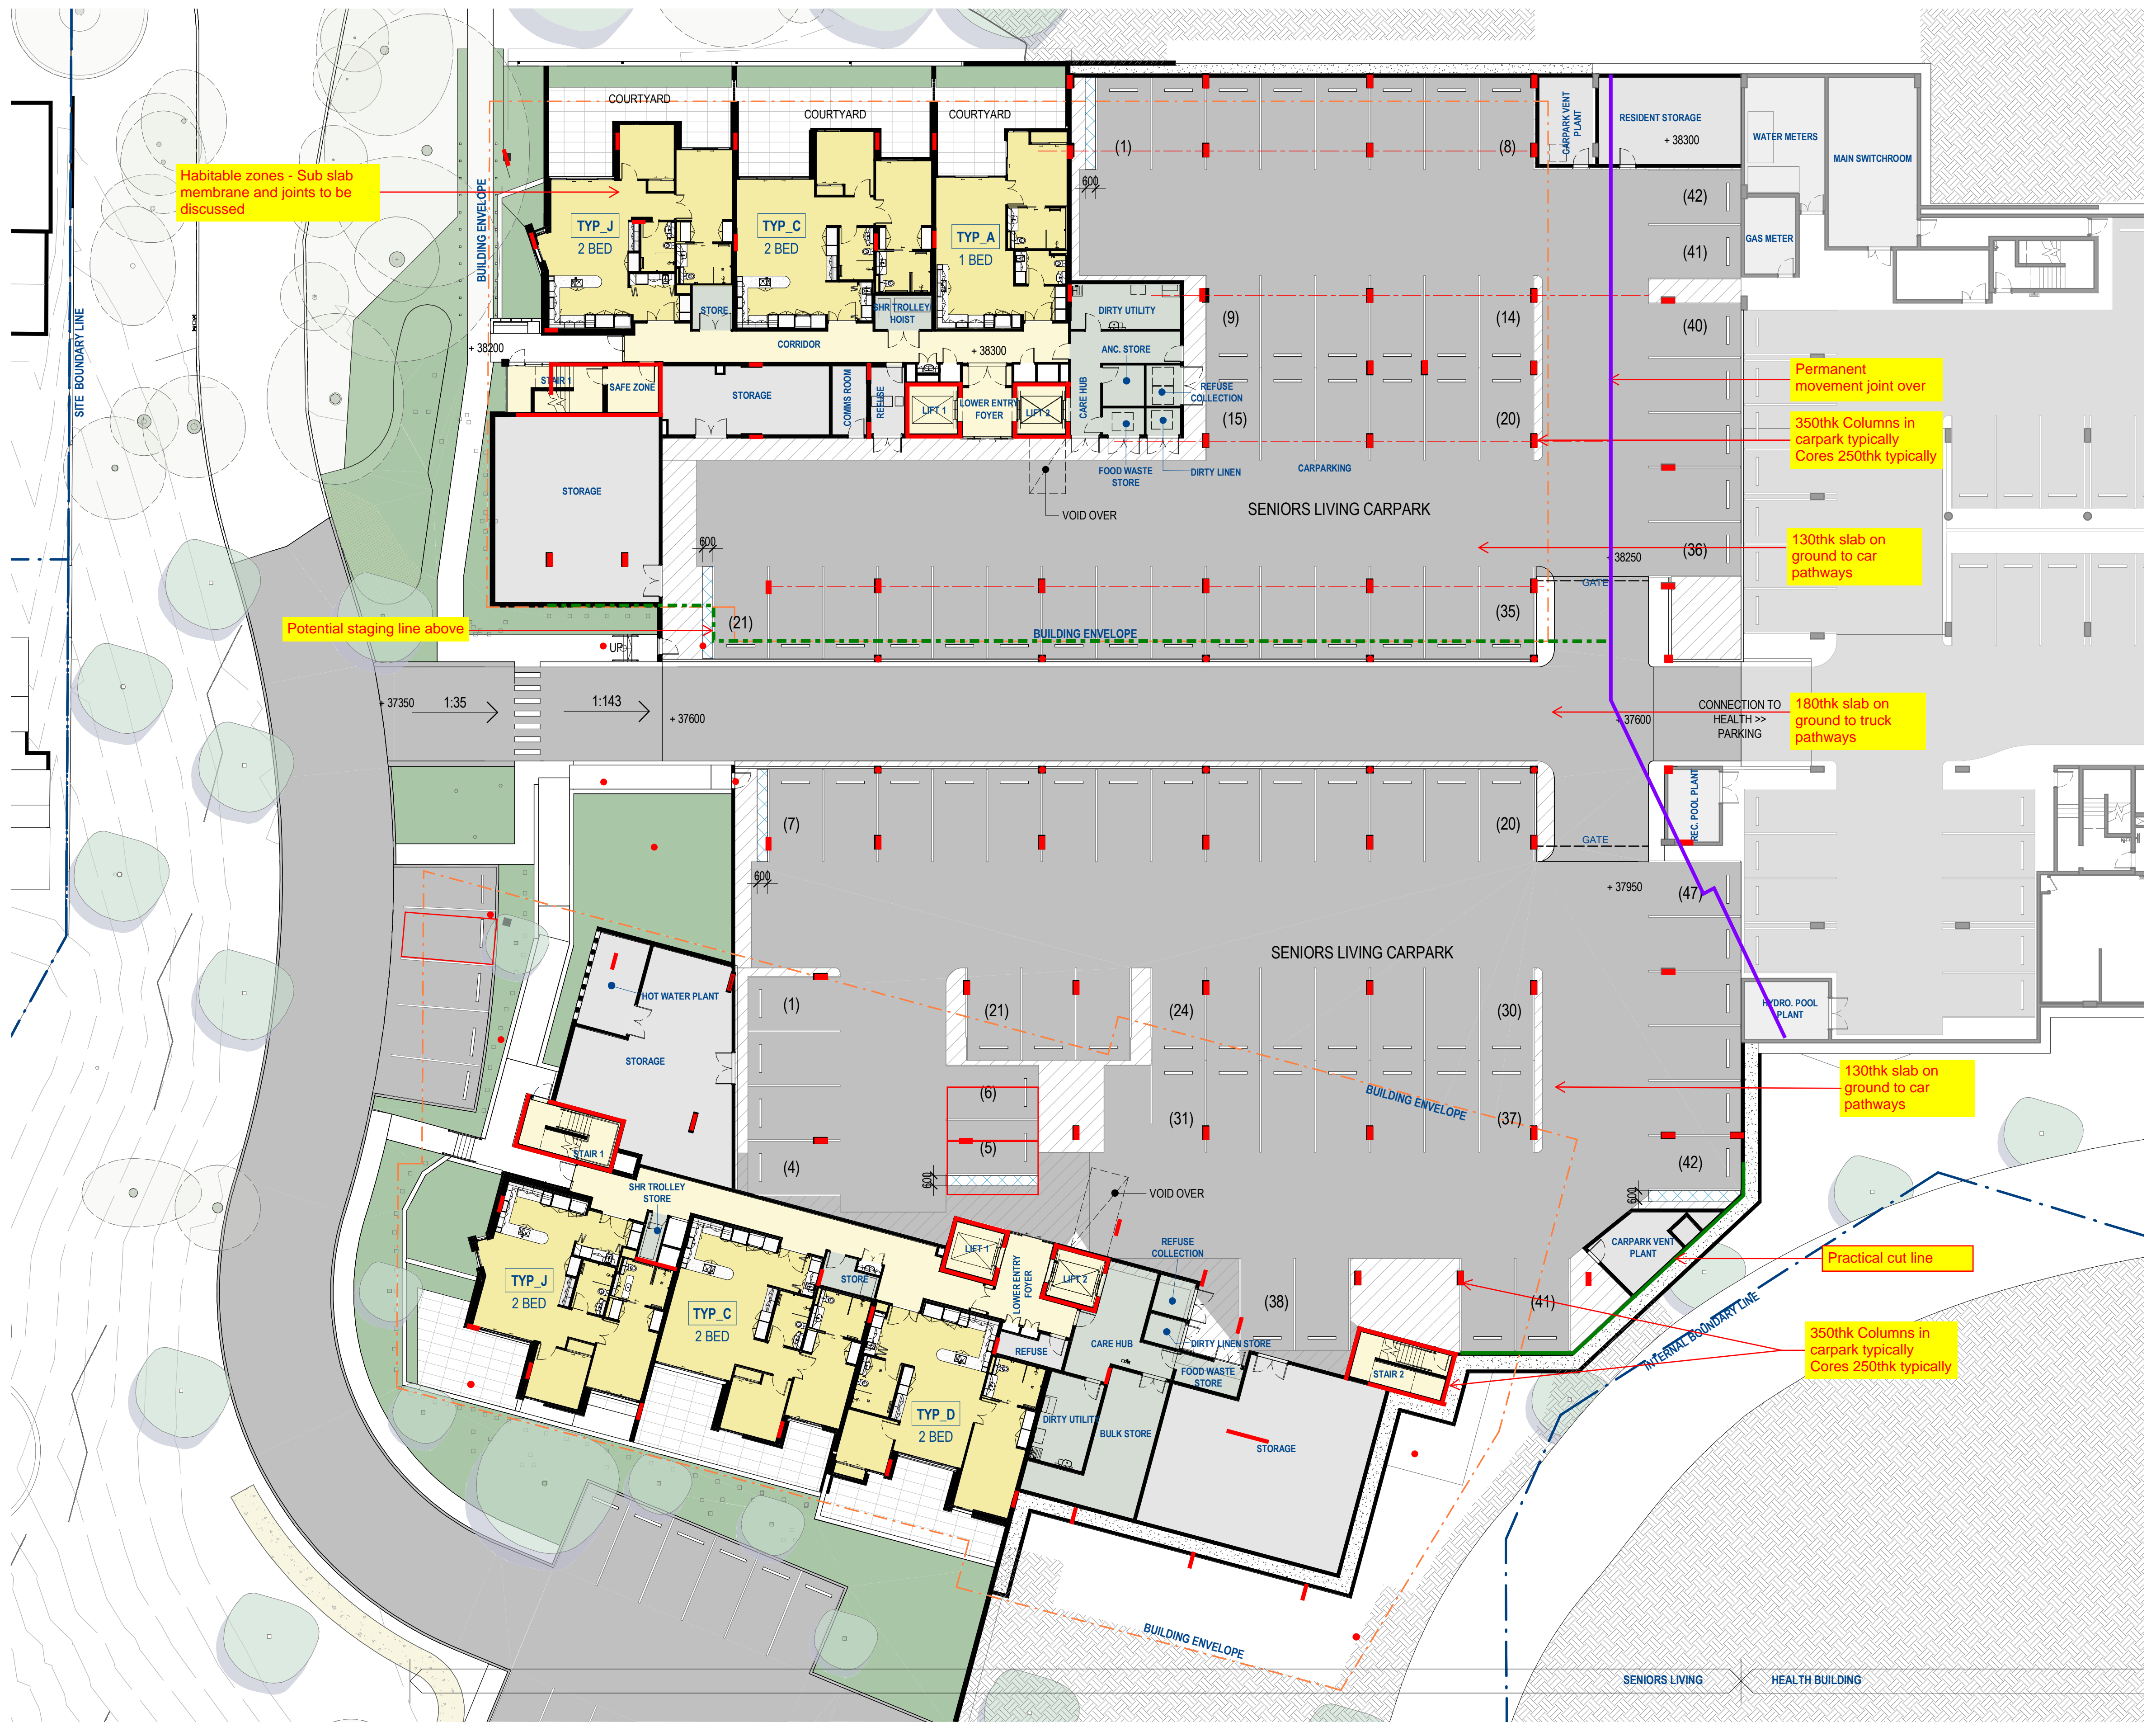 COURTYARD
COURTYARD
COURTYARD
CARPARK VENT
PLANT
RESIDENT STORAGE
+ 38300
WATER METERS
MAIN SWITCHROOM
(1)
(8)
600
Habitable zones - Sub slab
membrane and joints to be
discussed
BUILDING ENVELOPE
TYP_J
2 BED
TYP_C
2 BED
TYP_A
1 BED
(42)
GAS METER
(41)
STORE
SHR TROLLEY/
HOIST
DIRTY UTILITY
(9)
(14)
(40)
SITE BOUNDARY LINE
+ 38200
CORRIDOR
+ 38300
ANC. STORE
STAIR 1
SAFE ZONE
STORAGE
COMMS ROOM
REFUSE
LIFT 1
LOWER ENTRY
FOYER
LIFT 2
CARE HUB
REFUSE
COLLECTION
(15)
(20)
Permanent
movement joint over
350thk Columns in
carpark typically
Cores 250thk typically
STORAGE
FOOD WASTE
STORE
DIRTY LINEN
CARPARKING
VOID OVER
SENIORS LIVING CARPARK
600
(36)
+ 38250
GATE
130thk slab on
ground to car
pathways
Potential staging line above
(21)
(35)
BUILDING ENVELOPE
UP
+ 37350
1:35
1:143
+ 37600
+ 37600
CONNECTION TO
HEALTH >>
PARKING
180thk slab on
ground to truck
pathways
(7)
(20)
GATE
REC. POOL PLANT
600
+ 37950
(47)
SENIORS LIVING CARPARK
HOT WATER PLANT
(1)
(21)
(24)
(30)
HYDRO. POOL
PLANT
STORAGE
(6)
(5)
(4)
600
(31)
(37)
BUILDING ENVELOPE
130thk slab on
ground to car
pathways
(42)
600
STAIR 1
SHR TROLLEY
STORE
VOID OVER
TYP_J
2 BED
TYP_C
2 BED
STORE
LIFT 1
LOWER ENTRY
FOYER
LIFT 2
REFUSE
COLLECTION
(38)
(41)
CARPARK VENT
PLANT
Practical cut line
INTERNAL BOUNDARY LINE
CARE HUB
DIRTY LINEN STORE
REFUSE
FOOD WASTE
STORE
STAIR 2
350thk Columns in
carpark typically
Cores 250thk typically
TYP_D
2 BED
DIRTY UTILITY
BULK STORE
STORAGE
BUILDING ENVELOPE
SENIORS LIVING
HEALTH BUILDING